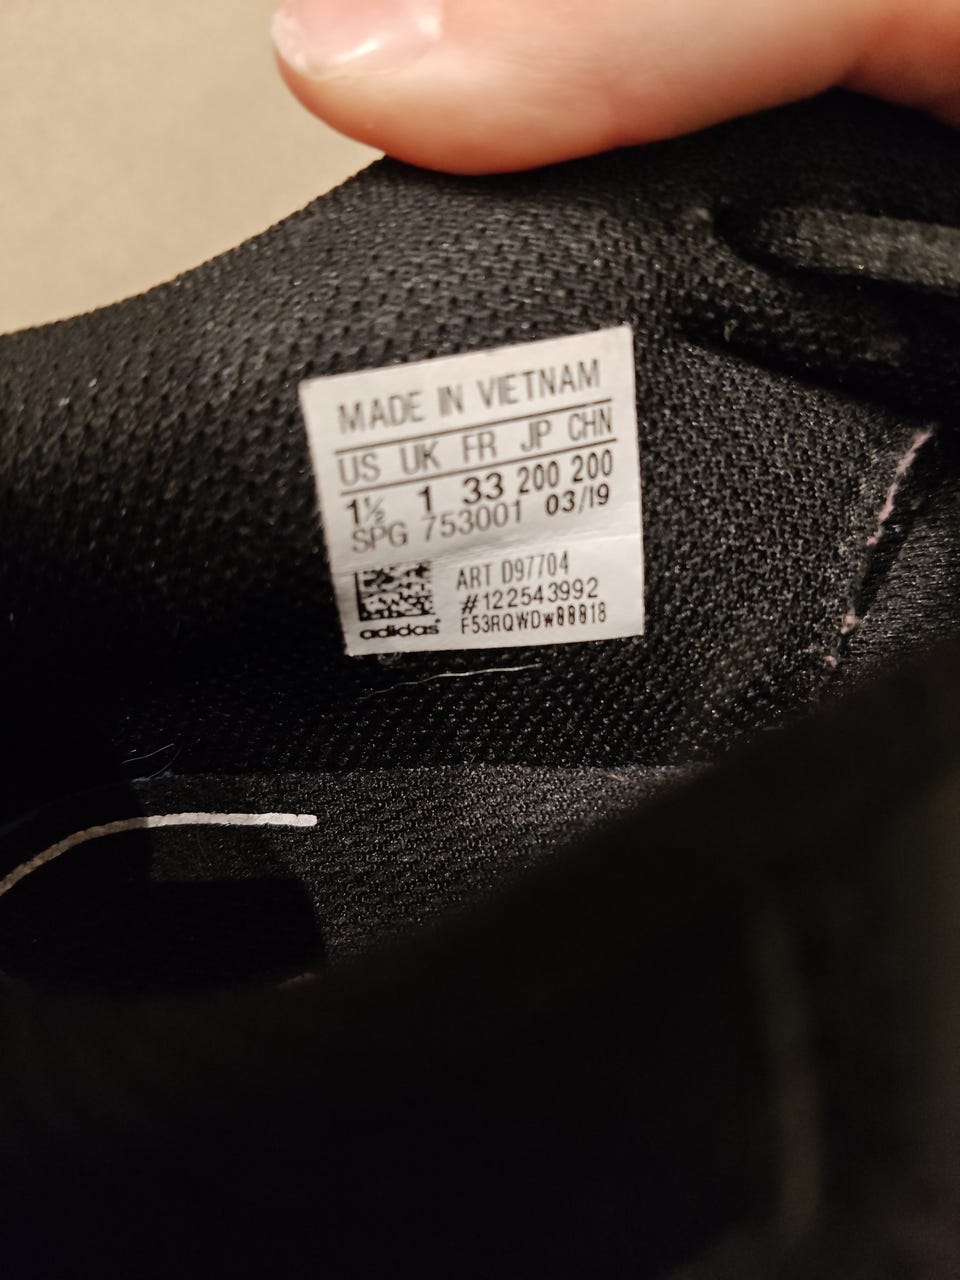 MADE IN VIETNAM
US UK FR JP CHN
1½ 1 33 200 200
SPG 753001 03/19
ART D97704
#122543992
adidas F53RQWDW88818